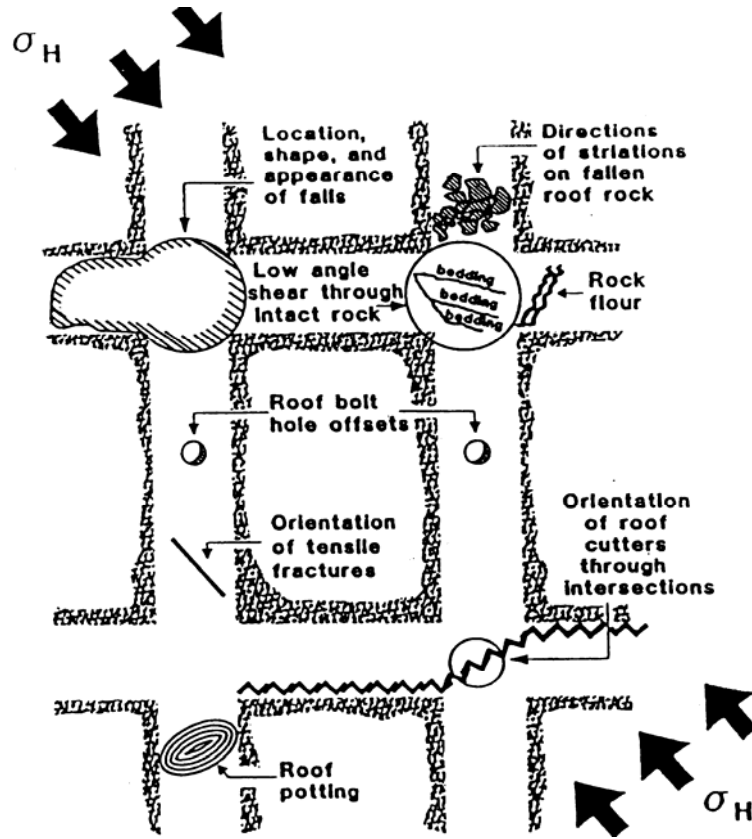 σH
Location,
shape, and
appearance
of falls
Directions
of striations
on fallen
roof rock
Low angle
shear through
Intact rock
bedding
bedding
bedding
Rock
flour
Roof bolt
hole offsets
Orientation
of tensile
fractures
Orientation
of roof
cutters
through
intersections
Roof
potting
σH